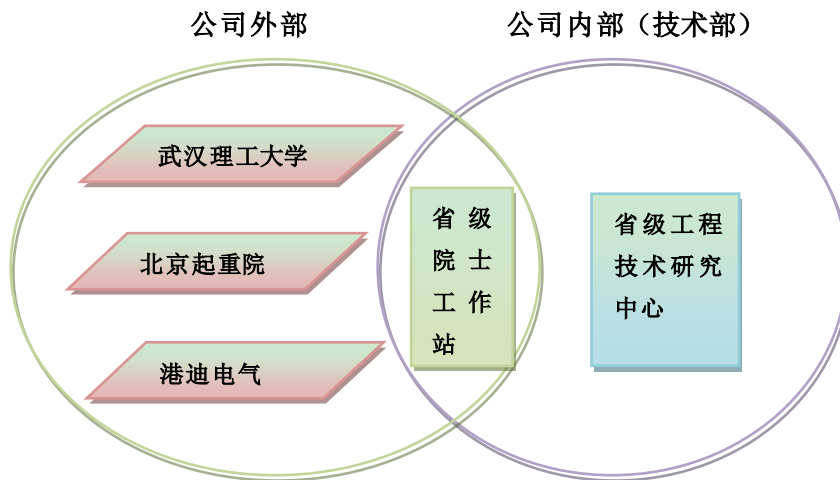 公司外部
公司内部（技术部）
武汉理工大学
北京起重院
港迪电气
省级
院士
工作
站
省级工程
技术研究
中心